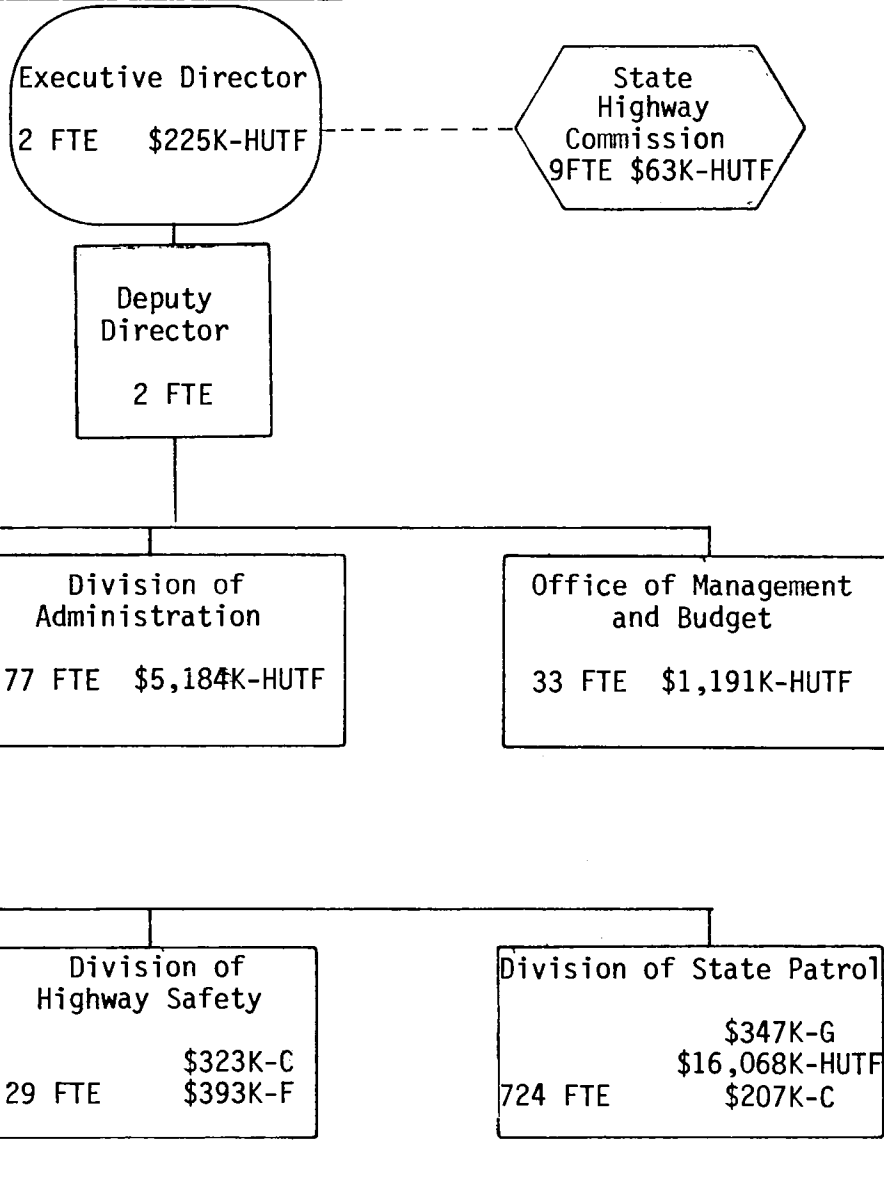 Executive Director
2 FTE $225K-HUTF
State
Highway
Commission
9FTE $63K-HUTF
Deputy
Director
2 FTE
Division of
Administration
77 FTE $5,184K-HUTF
Office of Management
and Budget
33 FTE $1,191K-HUTF
Division of
Highway Safety
$323K-C
29 FTE $393K-F
Division of State Patrol
$347K-G
$16,068K-HUTF
724 FTE $207K-C